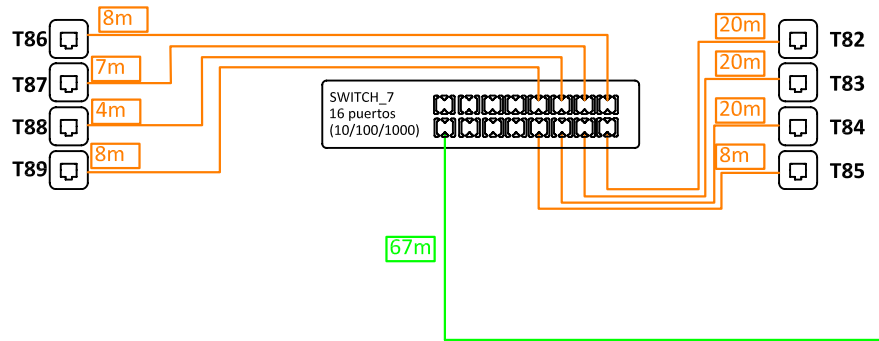 8m
T86
7m
T87
4m
T88
8m
T89
SWITCH_7
16 puertos
(10/100/1000)
20m
T82
20m
T83
20m
T84
8m
T85
67m